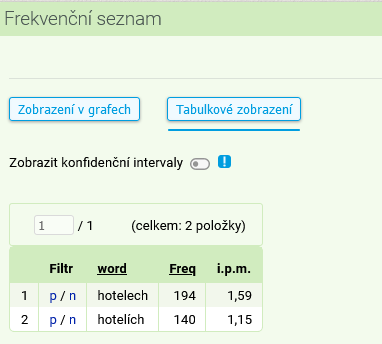 Frekvenční seznam
Zobrazení v grafech Tabulkové zobrazení
Zobrazit konfidenční intervaly !
1 / 1 (celkem: 2 položky)
Filtr word Freq i.p.m.
1 p / n hotelech 194 1,59
2 p / n hotelích 140 1,15